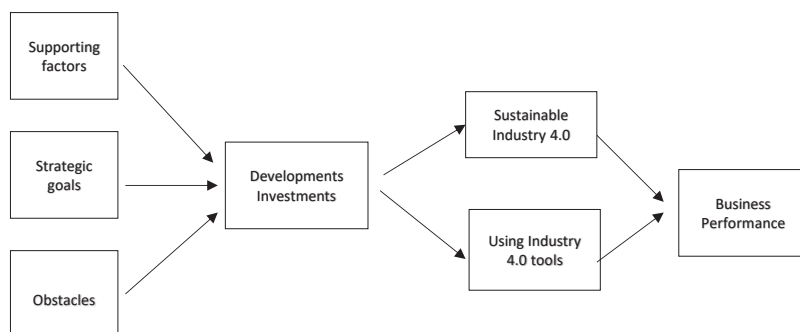 Supporting
factors
Strategic
goals
Obstacles
Developments
Investments
Sustainable
Industry 4.0
Using Industry
4.0 tools
Business
Performance